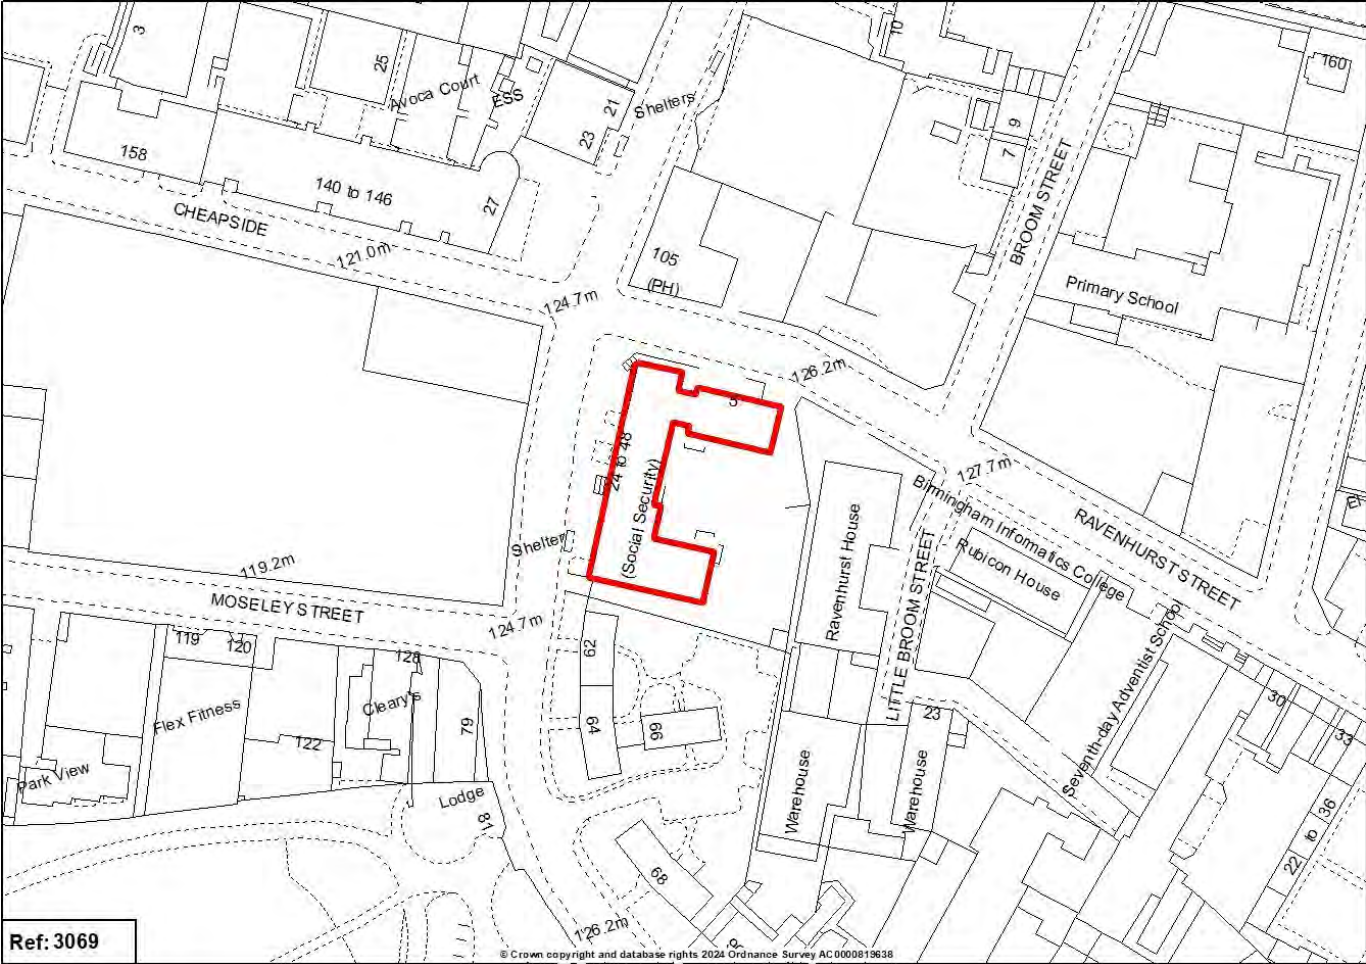 3
25
Avoca Court
ESS
21
23
Shelters
10
9
7
160
158
140 to 146
27
CHEAPSIDE
121.0m
BROOM STREET
105
(PH)
Primary School
124.7m
126.2m
5
24 to 48
(Social Security)
127.7m
Birmingham Informatics College
RAVENHURST STREET
Rubicon House
Ravenhurst House
LITTLE BROOM STREET
Shelter
119.2m
MOSELEY STREET
124.7m
119
120
128
Cleary's
Flex Fitness
122
79
62
64
66
Seventh-day Adventist School
23
30
33
Park View
Lodge
81
Warehouse
Warehouse
22 to 36
68
126.2m
Ref: 3069
© Crown copyright and database rights 2024 Ordnance Survey AC0000819638